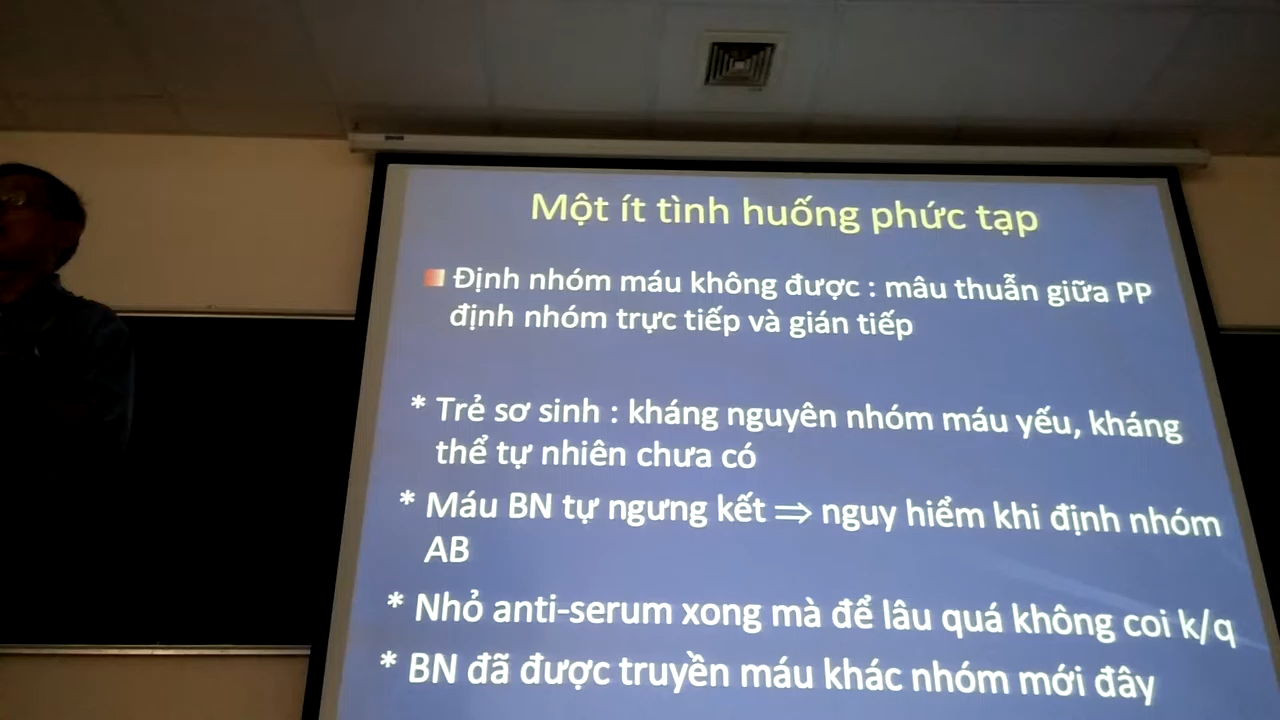 Một ít tình huống phức tạp
Định nhóm máu không được : mâu thuẫn giữa PP
định nhóm trực tiếp và gián tiếp
* Trẻ sơ sinh : kháng nguyên nhóm máu yếu, kháng
thể tự nhiên chưa có
* Máu BN tự ngưng kết ⇒ nguy hiểm khi định nhóm
AB
* Nhỏ anti-serum xong mà để lâu quá không coi k/q
* BN đã được truyền máu khác nhóm mới đây